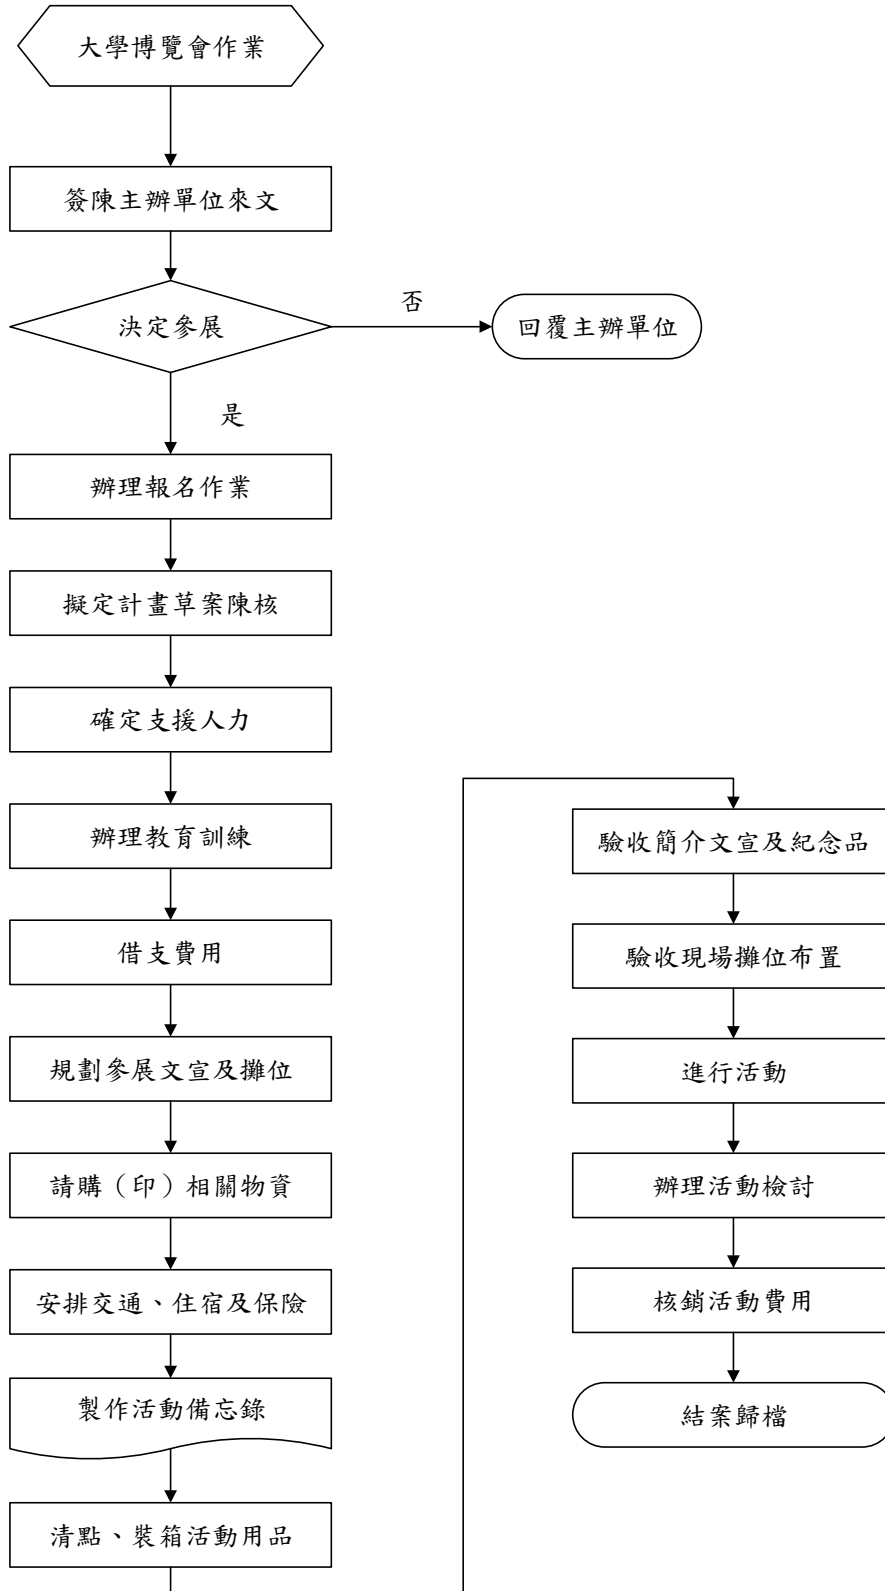 大學博覽會作業
簽陳主辦單位來文
決定參展
否
回覆主辦單位
是
辦理報名作業
擬定計畫草案陳核
確定支援人力
辦理教育訓練
借支費用
規劃參展文宣及攤位
請購（印）相關物資
安排交通、住宿及保險
製作活動備忘錄
清點、裝箱活動用品
驗收簡介文宣及紀念品
驗收現場攤位布置
進行活動
辦理活動檢討
核銷活動費用
結案歸檔